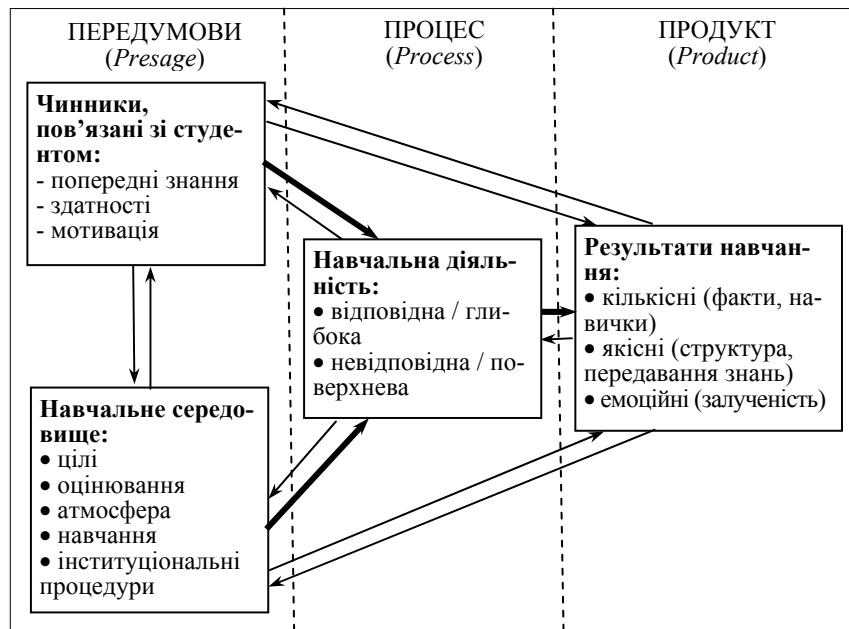 ПЕРЕДУМОВИ
(Presage)
ПРОЦЕС
(Process)
ПРОДУКТ
(Product)
Чинники,
пов’язані зі студе-
нтом:
- попередні знання
- здатності
- мотивація
Навчальне середо-
вище:
• цілі
• оцінювання
• атмосфера
• навчання
• інституціональні
процедури
Навчальна діяль-
ність:
• відповідна / гли-
бока
• невідповідна / по-
верхнева
Результати навчан-
ня:
• кількісні (факти, на-
вички)
• якісні (структура,
передавання знань)
• емоційні (залученість)